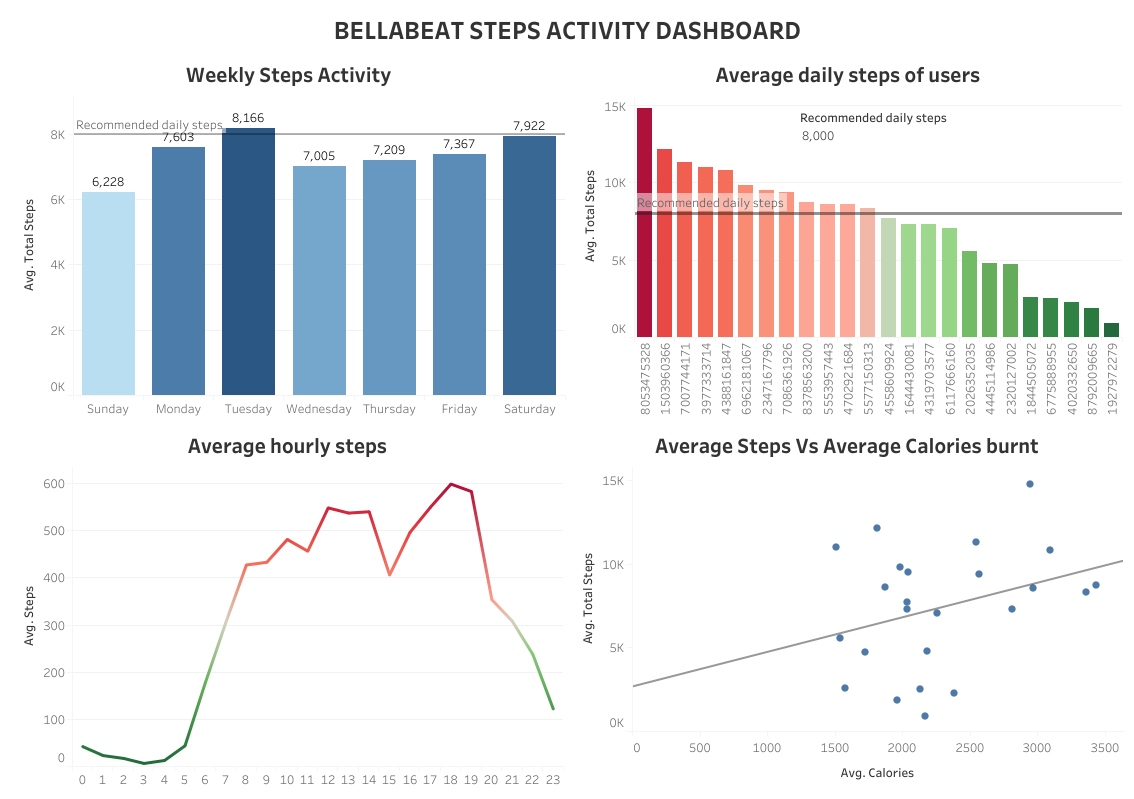 BELLABEAT STEPS ACTIVITY DASHBOARD
Weekly Steps Activity
Avg. Total Steps
8K
6K
4K
2K
0K
Recommended daily steps
6,228
7,603
8,166
7,005
7,209
7,367
7,922
Sunday Monday Tuesday Wednesday Thursday Friday Saturday
Average daily steps of users
Avg. Total Steps
15K
10K
5K
0K
Recommended daily steps
8,000
Recommended daily steps
8053475328
1503960366
7007744171
3977333714
4388161847
6962181067
2347167796
7086361926
8378563200
5553957443
4702921684
5577150313
4558609924
1644430081
4319703577
6117666160
2026352035
4445114986
2320127002
1844505072
6775888955
4020332650
8792009665
1927972279
Average hourly steps
Avg. Steps
600
500
400
300
200
100
0
0 1 2 3 4 5 6 7 8 9 10 11 12 13 14 15 16 17 18 19 20 21 22 23
Average Steps Vs Average Calories burnt
Avg. Total Steps
15K
10K
5K
0K
0 500 1000 1500 2000 2500 3000 3500
Avg. Calories